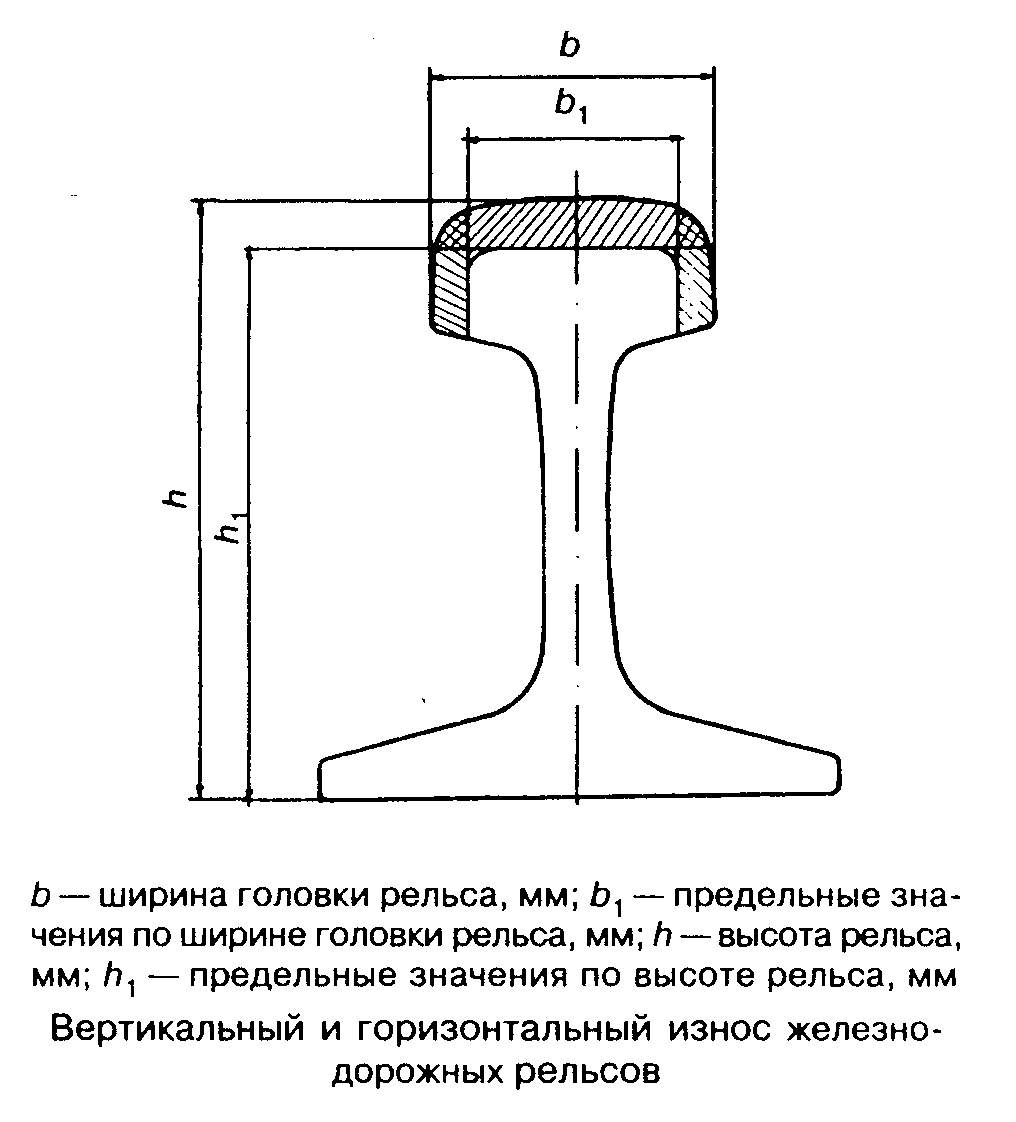 b
b₁
h
h₁
b — ширина головки рельса, мм; b₁ — предельные зна-
чения по ширине головки рельса, мм; h — высота рельса,
мм; h₁ — предельные значения по высоте рельса, мм
Вертикальный и горизонтальный износ железно-
дорожных рельсов